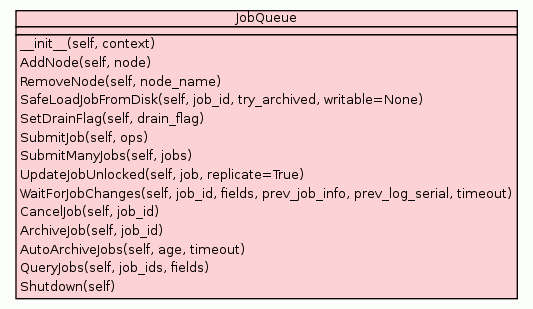 JobQueue
__init__(self, context)
AddNode(self, node)
RemoveNode(self, node_name)
SafeLoadJobFromDisk(self, job_id, try_archived, writable=None)
SetDrainFlag(self, drain_flag)
SubmitJob(self, ops)
SubmitManyJobs(self, jobs)
UpdateJobUnlocked(self, job, replicate=True)
WaitForJobChanges(self, job_id, fields, prev_job_info, prev_log_serial, timeout)
CancelJob(self, job_id)
ArchiveJob(self, job_id)
AutoArchiveJobs(self, age, timeout)
QueryJobs(self, job_ids, fields)
Shutdown(self)